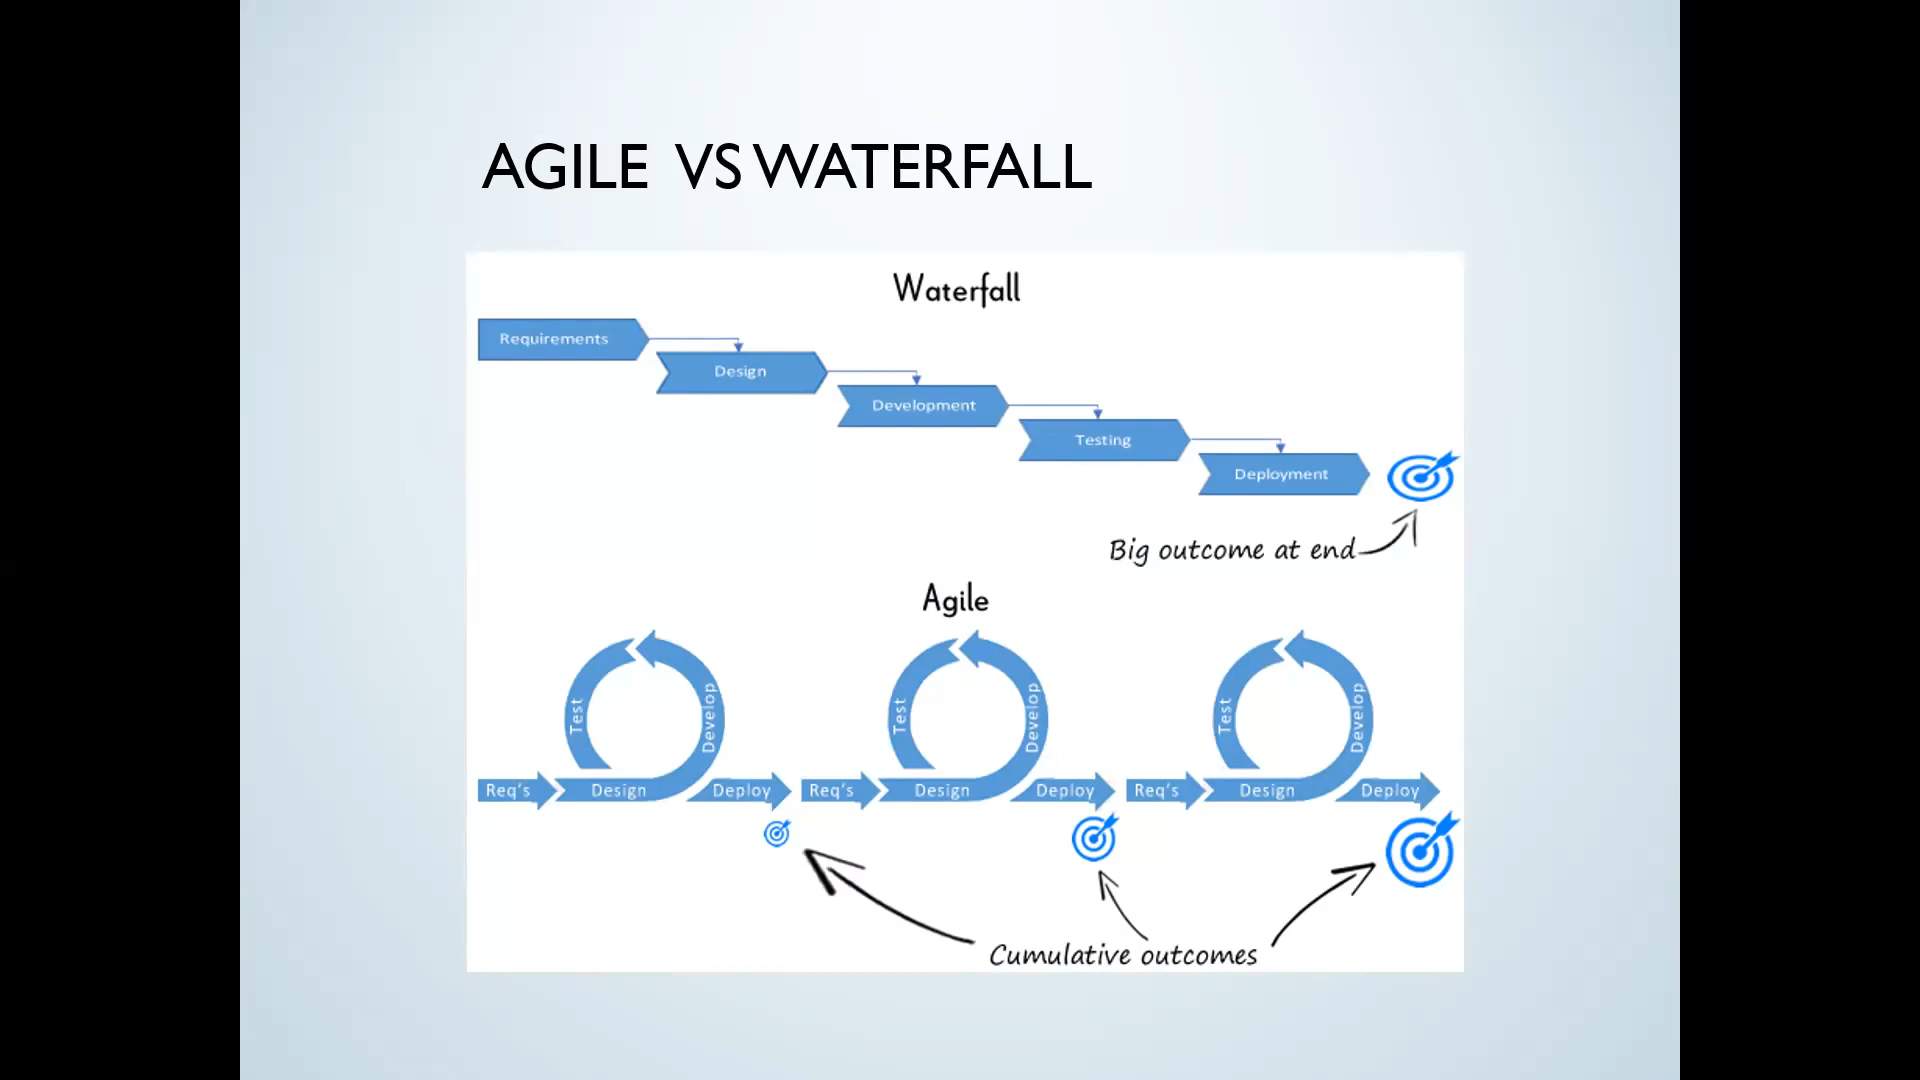 AGILE VS WATERFALL
Waterfall
Requirements
Design
Development
Testing
Deployment
Big outcome at end
Agile
Test
Develop
Req's
Design
Deploy
Test
Develop
Req's
Design
Deploy
Test
Develop
Req's
Design
Deploy
Cumulative outcomes